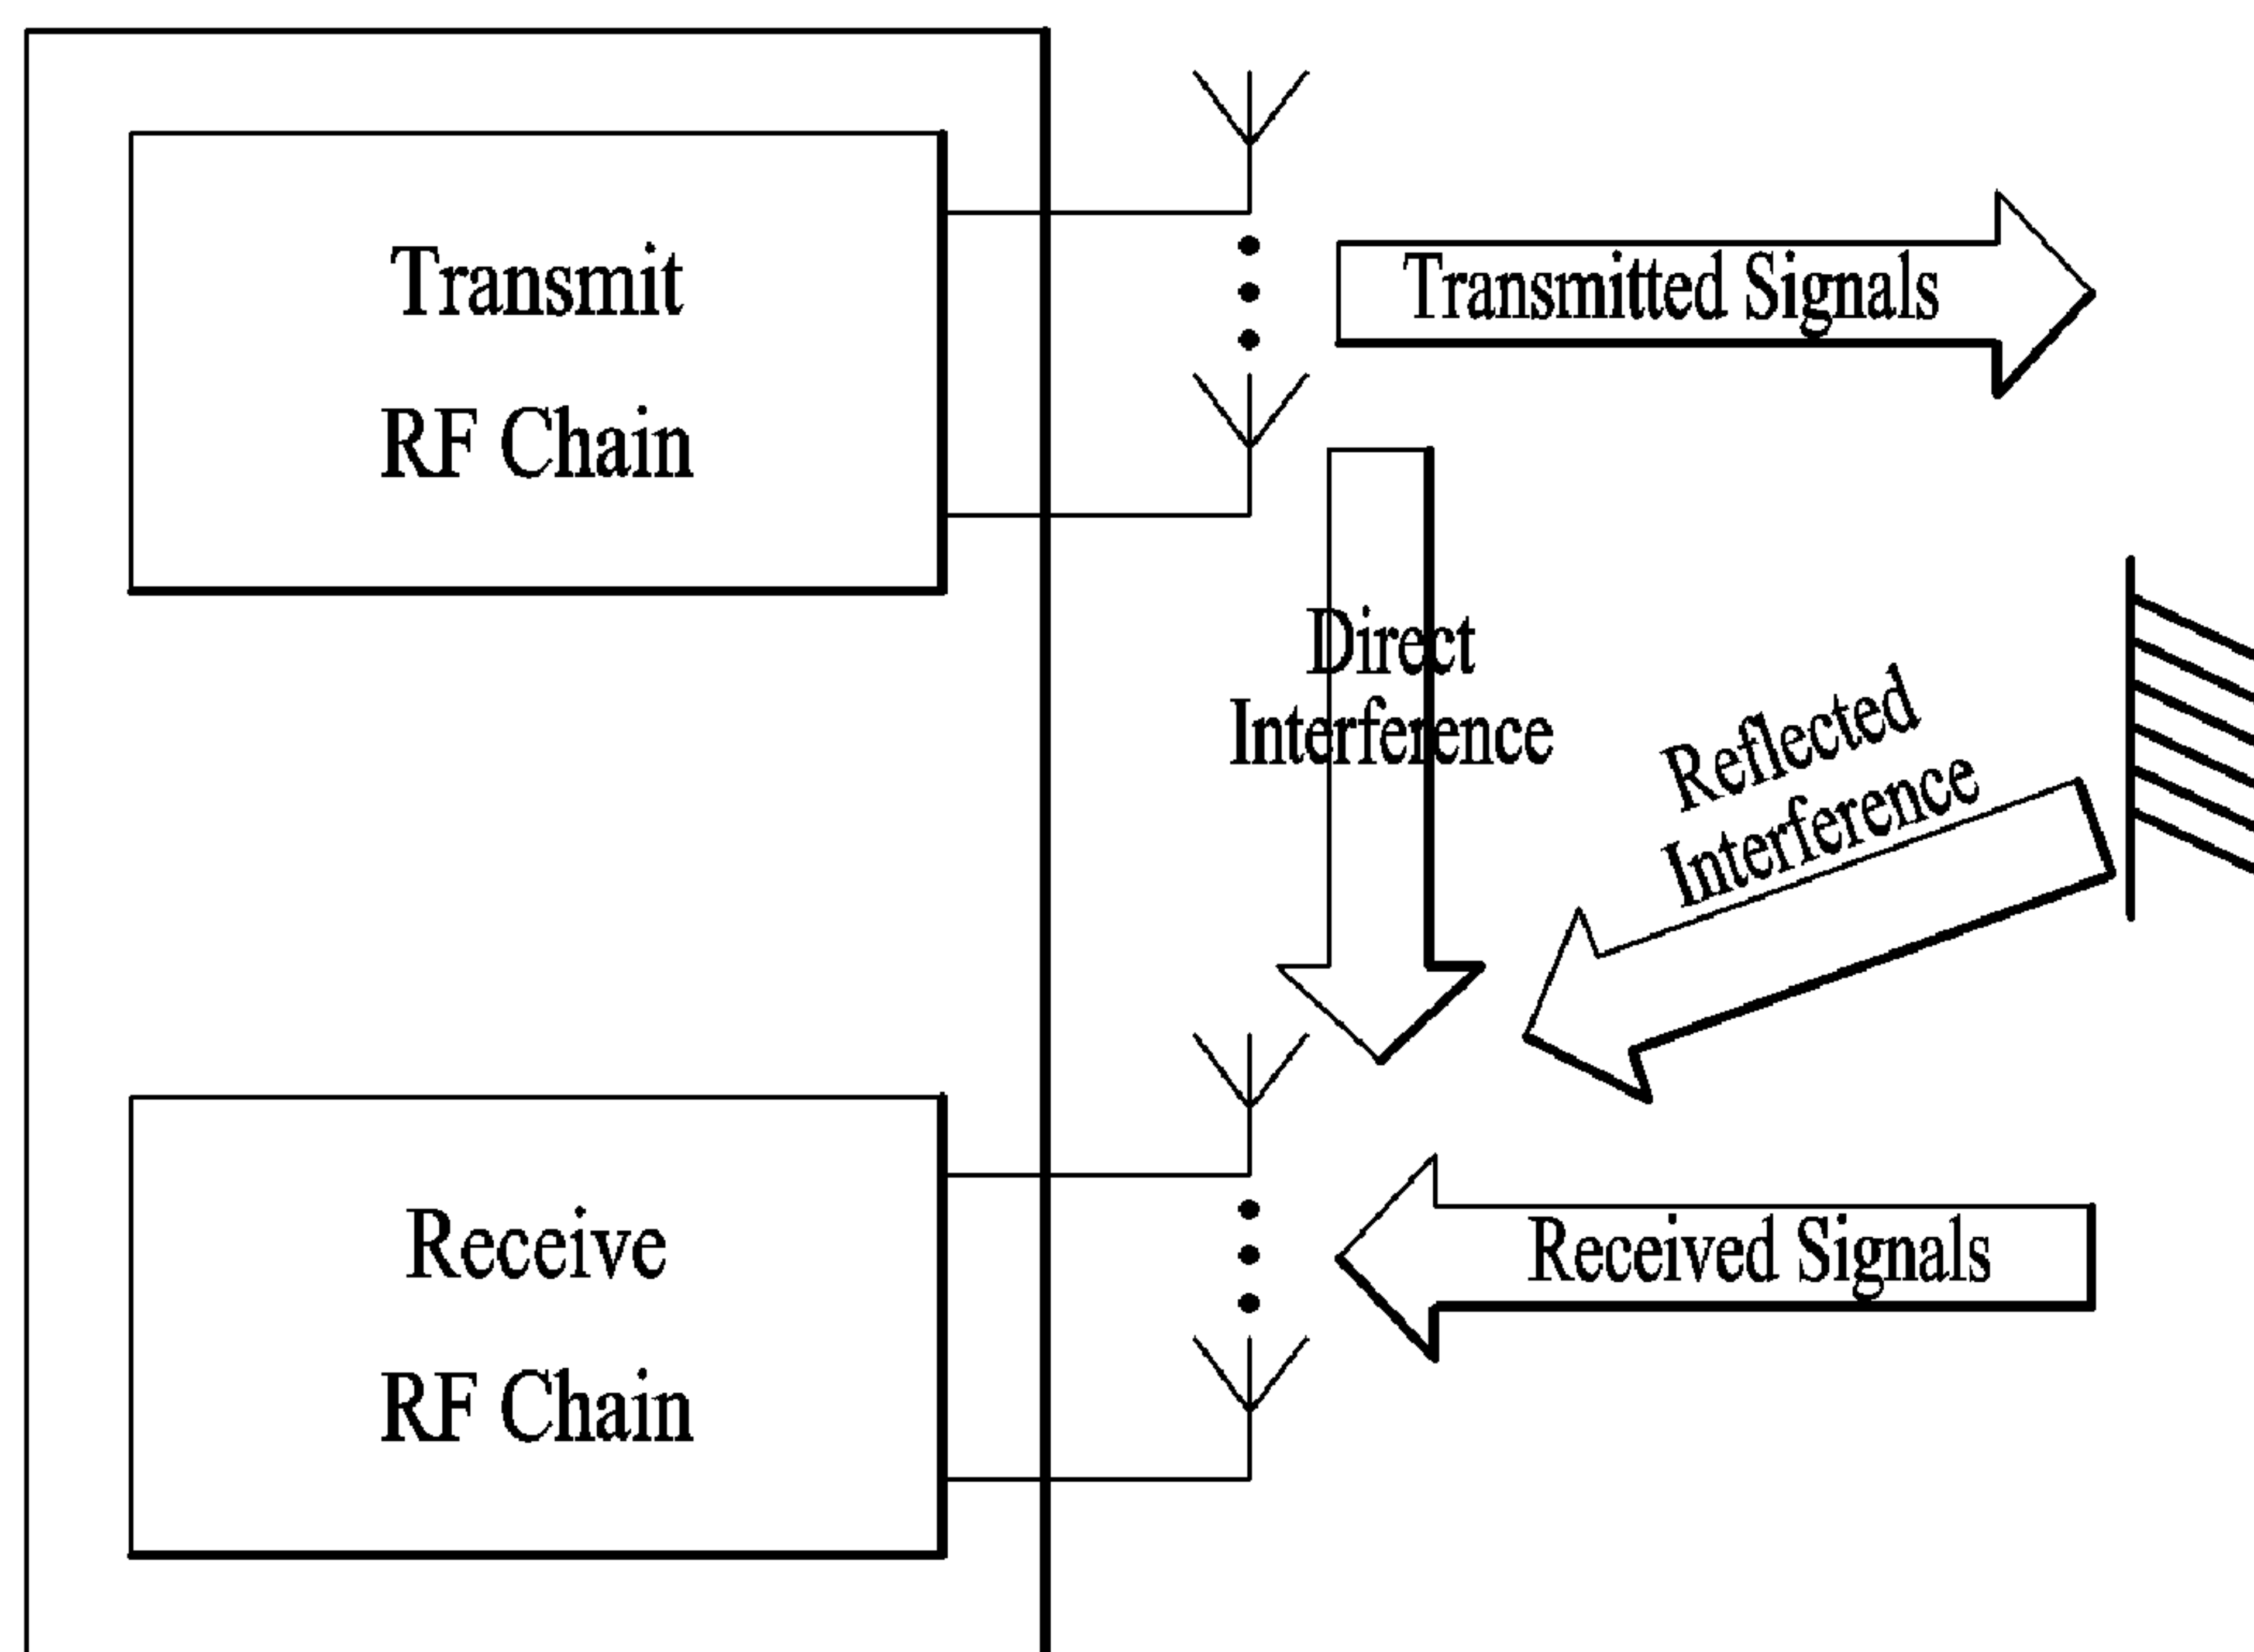 Transmit
RF Chain
Transmitted Signals
Direct
Interference
Reflected
Interference
Receive
RF Chain
Received Signals